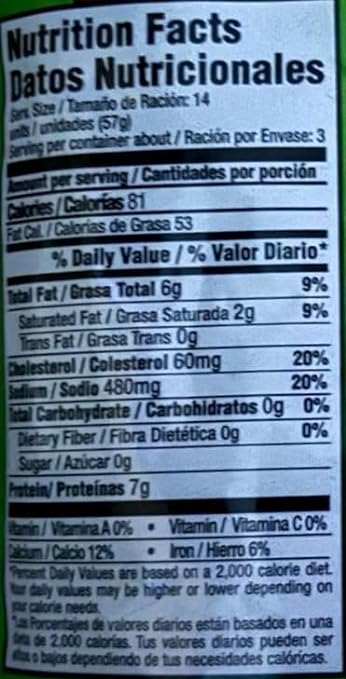 Nutrition Facts
Datos Nutricionales
Serv. Size / Tamaño de Ración: 14
units / unidades (57g)
Serving per container about / Ración por Envase: 3
Amount per serving / Cantidades por porción
Calories / Calorías 81
Fat Cal. / Calorías de Grasa 53
% Daily Value / % Valor Diario*
Total Fat / Grasa Total 6g 9%
Saturated Fat / Grasa Saturada 2g 9%
Trans Fat / Grasa Trans 0g
Cholesterol / Colesterol 60mg 20%
Sodium / Sodio 480mg 20%
Total Carbohydrate / Carbohidratos 0g 0%
Dietary Fiber / Fibra Dietética 0g 0%
Sugar / Azúcar 0g
Protein / Proteínas 7g
Vitamin / Vitamina A 0% • Vitamin / Vitamina C 0%
Calcium / Calcio 12% • Iron / Hierro 6%
*Percent Daily Values are based on a 2,000 calorie diet.
Your daily values may be higher or lower depending on
your calorie needs.
*Los Porcentajes de valores diarios están basados en una
dieta de 2,000 calorías. Tus valores diarios pueden ser
altos o bajos dependiendo de tus necesidades calóricas.